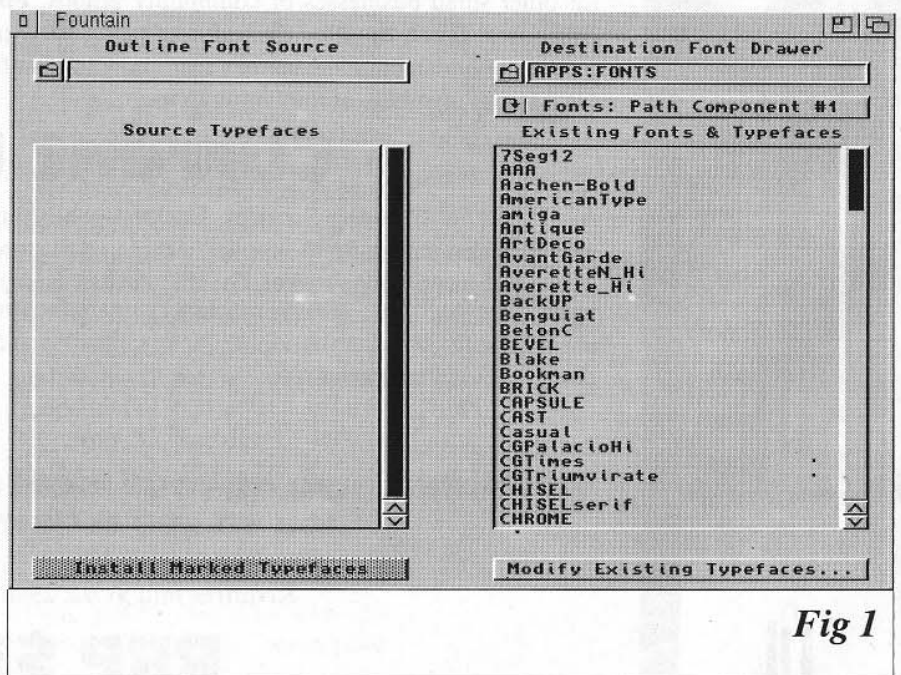 Fountain
Outline Font Source
Source Typefaces
Install Marked Typefaces
Destination Font Drawer
APPS:FONTS
Fonts: Path Component #1
Existing Fonts & Typefaces
7Seg12
AAA
Aachen-Bold
AmericanType
amiga
Antique
ArtDeco
AvantGarde
AveretteN_Hi
Averette_Hi
BackUP
Benguiat
BetonC
BEVEL
Blake
Bookman
BRICK
CAPSULE
CAST
Casual
CGPalacioHi
CGTimes
CGTriumvirate
CHISEL
CHISELserif
CHROME
Modify Existing Typefaces...
Fig 1